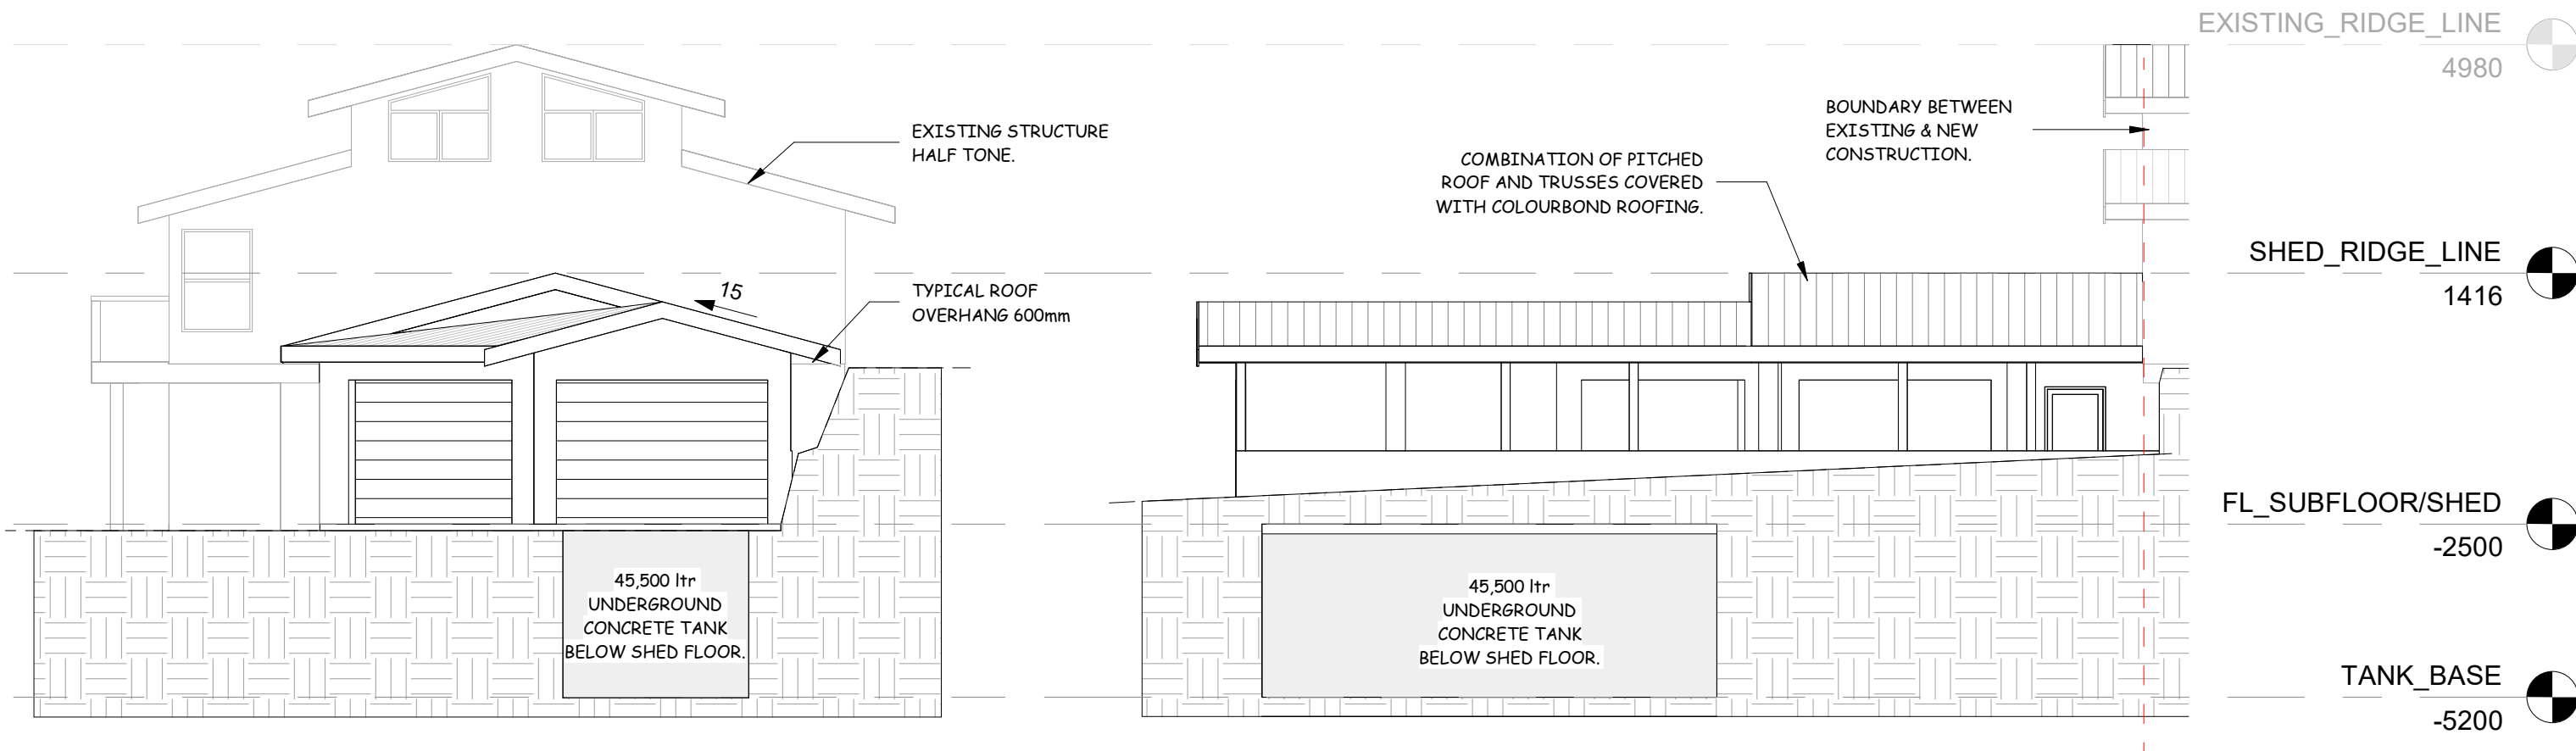 EXISTING_RIDGE_LINE
4980
EXISTING STRUCTURE
HALF TONE.
BOUNDARY BETWEEN
EXISTING & NEW
CONSTRUCTION.
COMBINATION OF PITCHED
ROOF AND TRUSSES COVERED
WITH COLOURBOND ROOFING.
SHED_RIDGE_LINE
1416
15
TYPICAL ROOF
OVERHANG 600mm
FL_SUBFLOOR/SHED
-2500
45,500 ltr
UNDERGROUND
CONCRETE TANK
BELOW SHED FLOOR.
45,500 ltr
UNDERGROUND
CONCRETE TANK
BELOW SHED FLOOR.
TANK_BASE
-5200